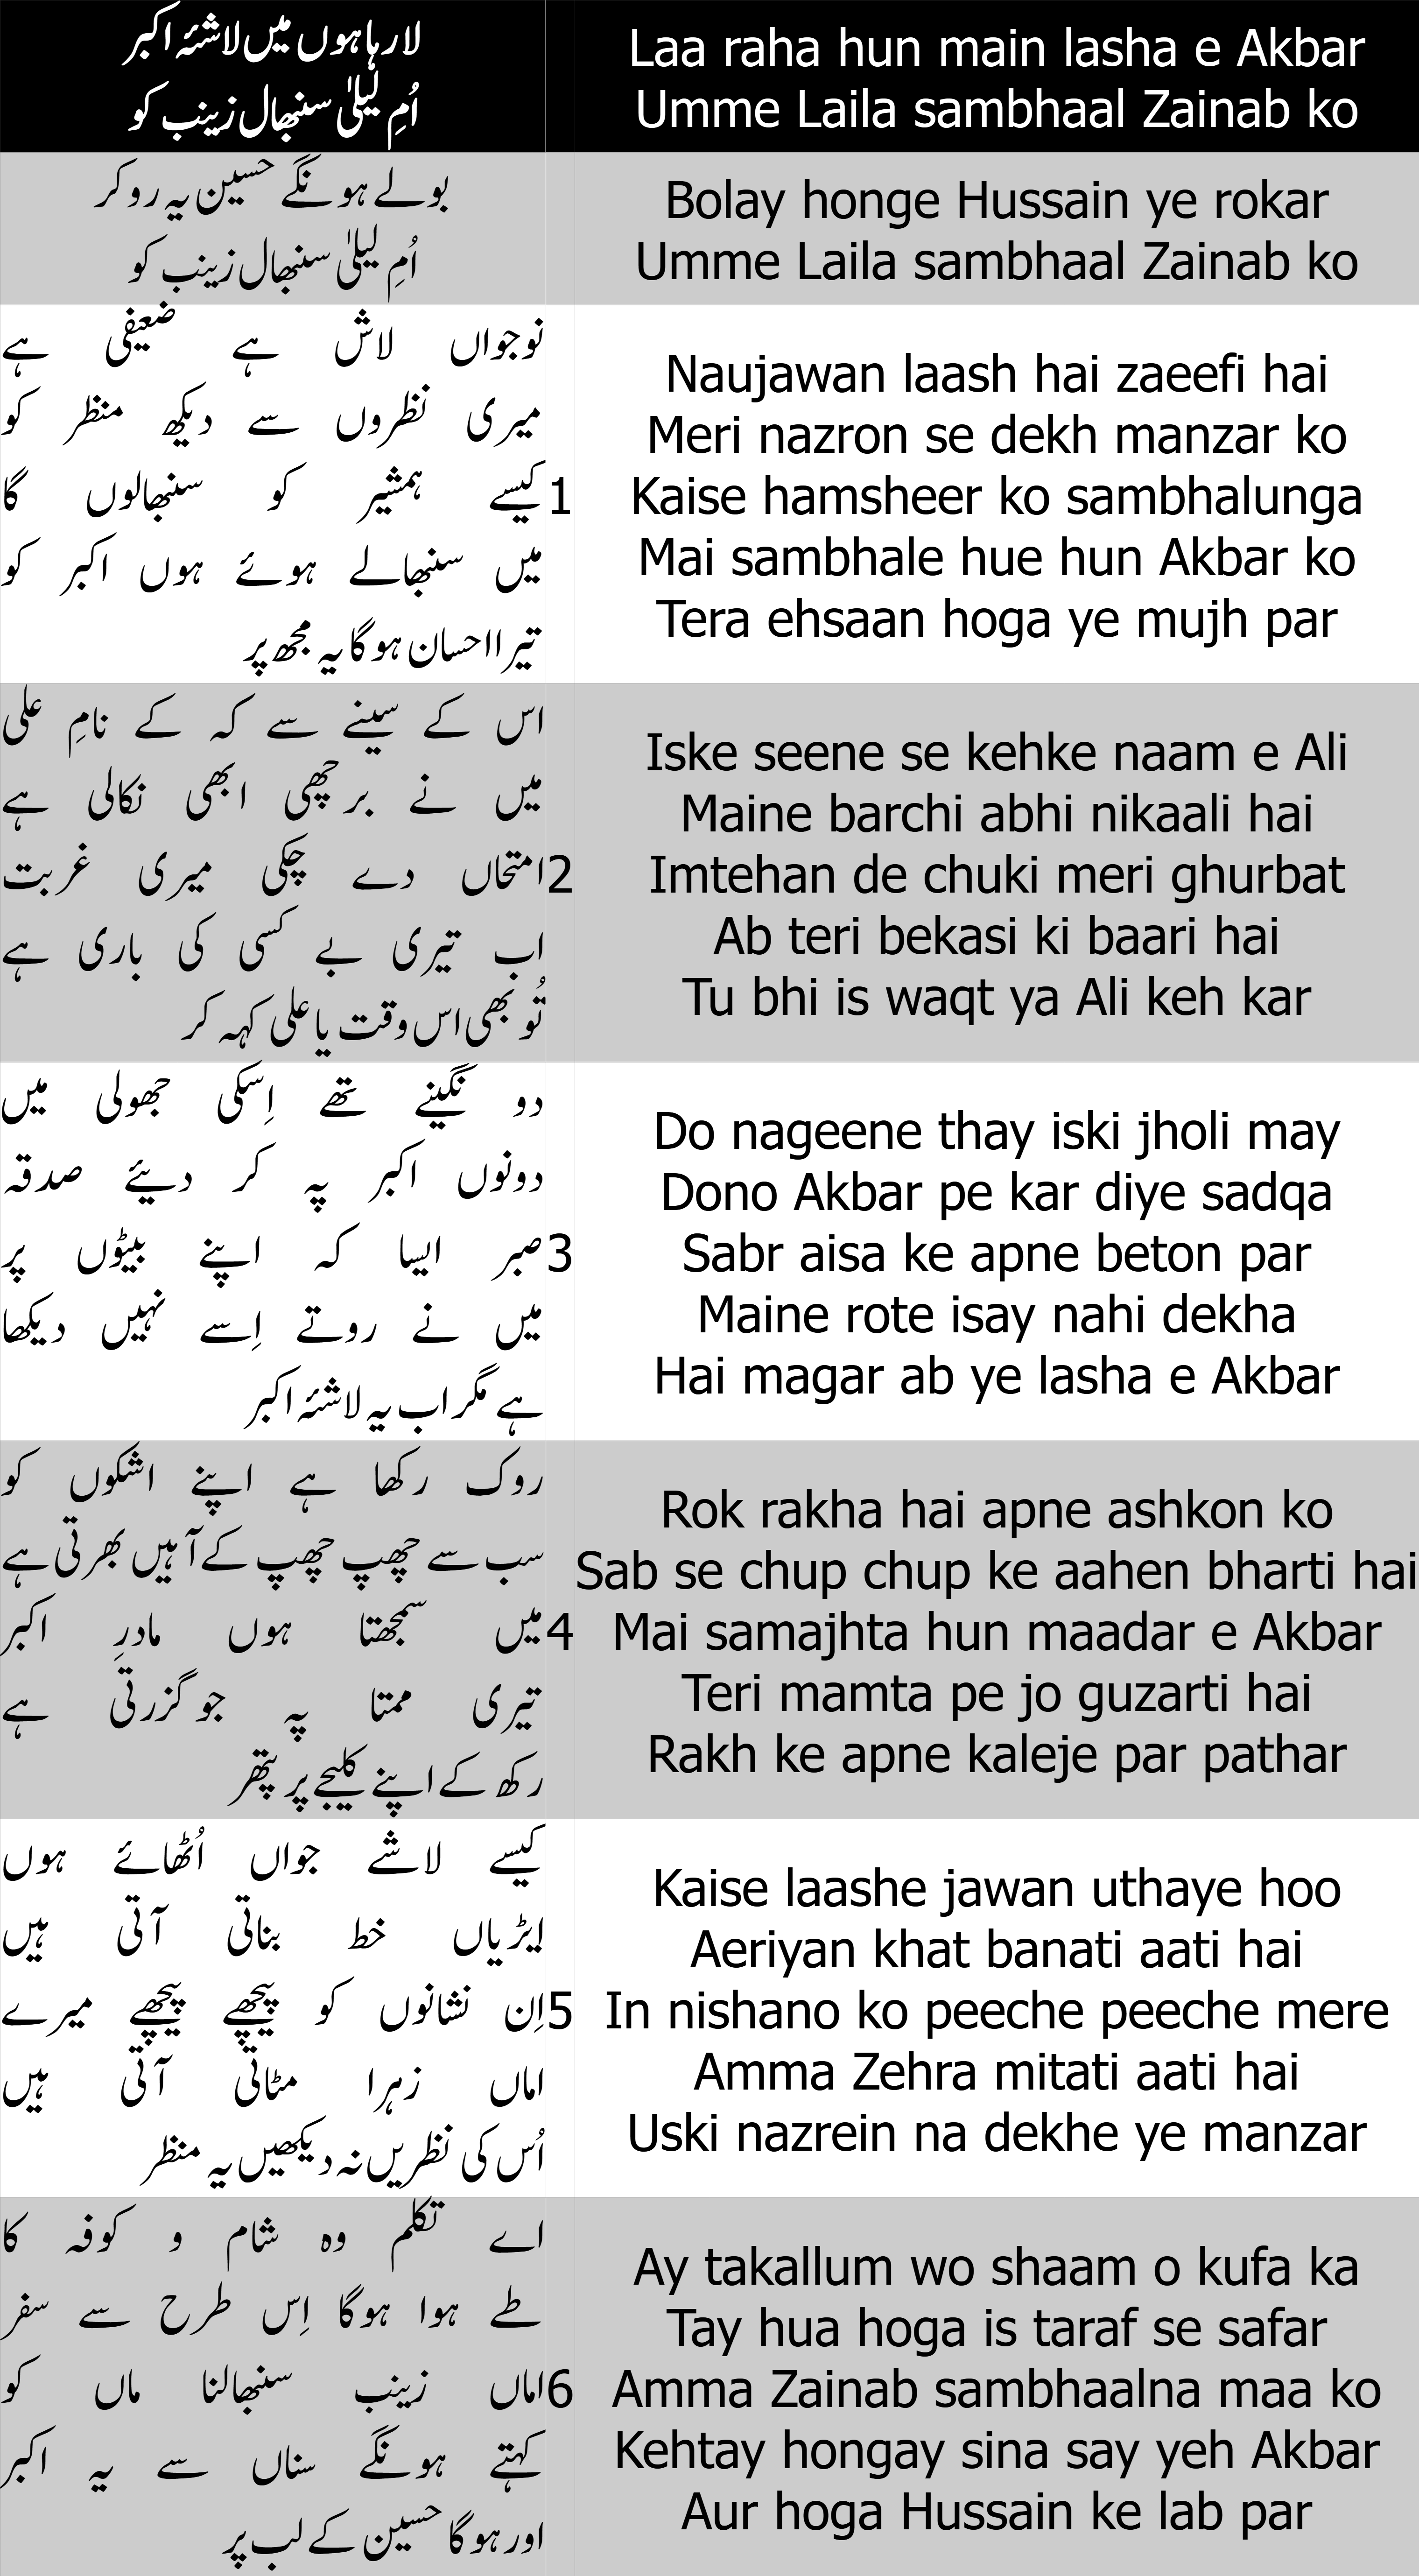 لا رہا ہوں میں لاشئہ اکبر
اُمِ لیلیٰ سنبھال زینب کو
Laa raha hun main lasha e Akbar
Umme Laila sambhaal Zainab ko
بولے ہونگے حسین یہ رو کر
اُمِ لیلیٰ سنبھال زینب کو
Bolay honge Hussain ye rokar
Umme Laila sambhaal Zainab ko
نوجواں لاش ہے ضعیفی ہے
میری نظروں سے دیکھ منظر کو
کیسے ہمشیر کو سنبھالوں گا
میں سنبھالے ہوئے ہوں اکبر کو
تیرا احسان ہو گا یہ مجھ پر
1
Naujawan laash hai zaeefi hai
Meri nazron se dekh manzar ko
Kaise hamsheer ko sambhalunga
Mai sambhale hue hun Akbar ko
Tera ehsaan hoga ye mujh par
اس کے سینے سے کہ کے نامِ علی
میں نے برچھی ابھی نکالی ہے
امتحاں دے چکی میری غربت
اب تیری بے کسی کی باری ہے
تُو بھی اس وقت یا علی کہہ کر
2
Iske seene se kehke naam e Ali
Maine barchi abhi nikaali hai
Imtehan de chuki meri ghurbat
Ab teri bekasi ki baari hai
Tu bhi is waqt ya Ali keh kar
دو نگینے تھے اِسکی جھولی میں
دونوں اکبر پہ کر دیئے صدقہ
صبر ایسا کہ اپنے بیٹوں پر
میں نے روتے اِسے نہیں دیکھا
ہے مگر اب یہ لاشئہ اکبر
3
Do nageene thay iski jholi may
Dono Akbar pe kar diye sadqa
Sabr aisa ke apne beton par
Maine rote isay nahi dekha
Hai magar ab ye lasha e Akbar
روک رکھا ہے اپنے اشکوں کو
سب سے چھپ چھپ کے آہیں بھرتی ہے
میں سمجھتا ہوں مادرِ اکبر
تیری ممتا پہ جو گزرتی ہے
رکھ کے اپنے کلیجے پر پتھر
4
Rok rakha hai apne ashkon ko
Sab se chup chup ke aahen bharti hai
Mai samajhta hun maadar e Akbar
Teri mamta pe jo guzarti hai
Rakh ke apne kaleje par pathar
کیسے لاشے جواں اُٹھائے ہوں
ایڑیاں خط بناتی آتی ہیں
اِن نشانوں کو پیچھے پیچھے میرے
اماں زہرا مٹاتی آتی ہیں
اُس کی نظریں نہ دیکھیں یہ منظر
5
Kaise laashe jawan uthaye hoo
Aeriyan khat banati aati hai
In nishano ko peeche peeche mere
Amma Zehra mitati aati hai
Uski nazrein na dekhe ye manzar
اے تکلم وہ شام و کوفہ کا
طے ہوا ہوگا اِس طرح سے سفر
اماں زینب سنبھالنا ماں کو
کہتے ہونگے سناں سے یہ اکبر
اور ہو گا حسین کے لب پر
6
Ay takallum wo shaam o kufa ka
Tay hua hoga is taraf se safar
Amma Zainab sambhaalna maa ko
Kehtay hongay sina say yeh Akbar
Aur hoga Hussain ke lab par